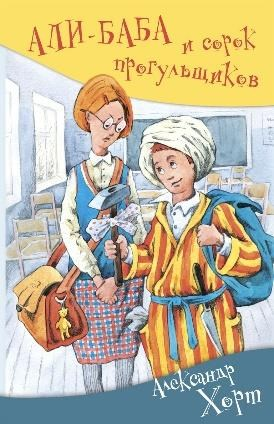 АЛИ-БАБА
и сорок
прогульщиков
Александр
Хорт